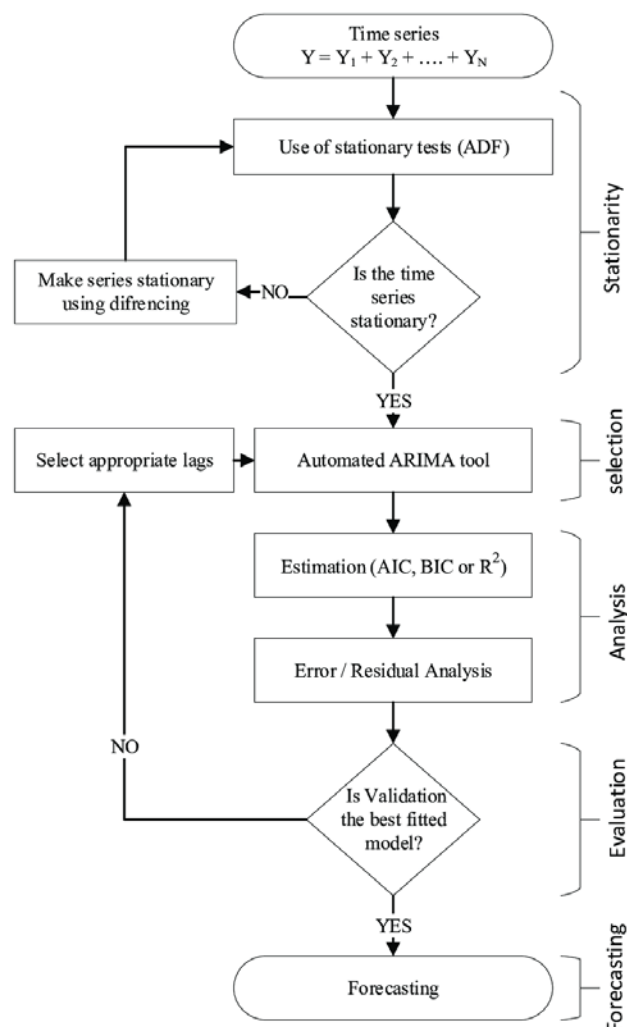 Time series
Y = Y₁ + Y₂ + .... + Y_N
Use of stationary tests (ADF)
Stationarity
Make series stationary
using difrencing
NO
Is the time
series
stationary?
YES
Select appropriate lags
Automated ARIMA tool
selection
Estimation (AIC, BIC or R²)
Analysis
Error / Residual Analysis
NO
Is Validation
the best fitted
model?
Evaluation
YES
Forecasting
Forecasting